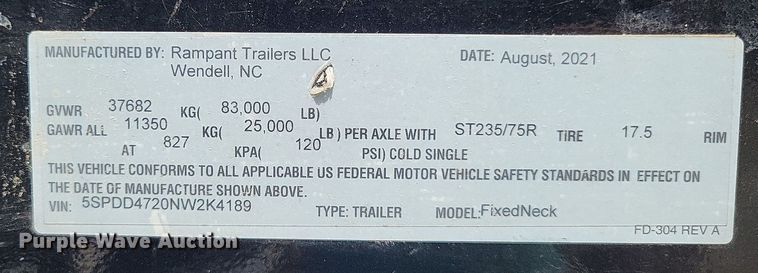 MANUFACTURED BY: Rampant Trailers LLC DATE: August, 2021
Wendell, NC
GVWR 37682 KG( 83,000 LB)
GAWR ALL 11350 KG( 25,000 LB) PER AXLE WITH ST235/75R TIRE 17.5 RIM
AT 827 KPA( 120 PSI) COLD SINGLE
THIS VEHICLE CONFORMS TO ALL APPLICABLE US FEDERAL MOTOR VEHICLE SAFETY STANDARDS IN EFFECT ON
THE DATE OF MANUFACTURE SHOWN ABOVE.
VIN: 5SPDD4720NW2K4189 TYPE: TRAILER MODEL: FixedNeck
FD-304 REV A
Purple Wave Auction